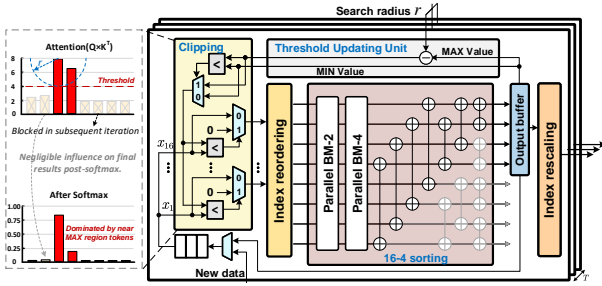 Search radius r
Attention(Q×K^T)
8
6
4
2
0
r
Threshold
Blocked in subsequent iteration
Negligible influence on final
results post-softmax.
After Softmax
1.00
0.75
0.50
0.25
0.00
Dominated by near
MAX region tokens
Clipping
<
1
0
x16
0
<
0
1
x1
0
<
0
1
New data
Threshold Updating Unit
MAX Value
MIN Value
−
Index reordering
Parallel BM-2
Parallel BM-4
16-4 sorting
Output buffer
Index rescaling
T